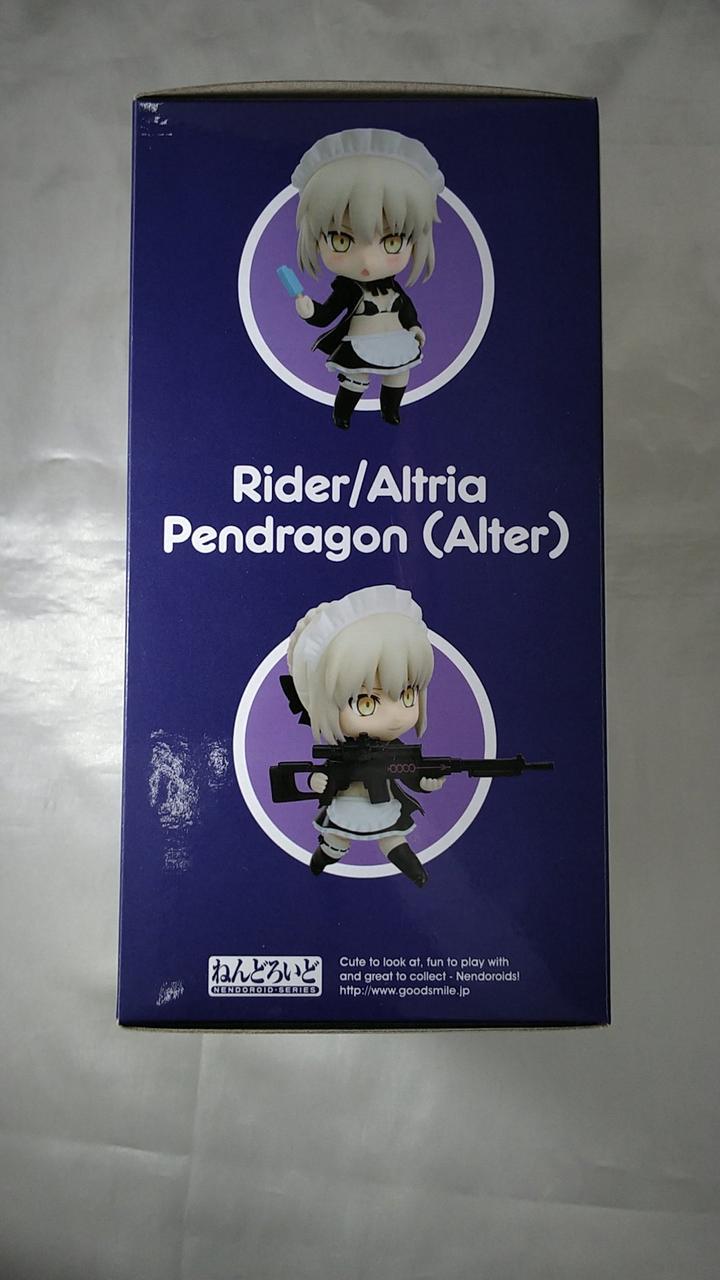 Rider/Altria
Pendragon (Alter)
ねんどろいど
NENDOROID•SERIES
Cute to look at, fun to play with
and great to collect - Nendoroids!
http://www.goodsmile.jp